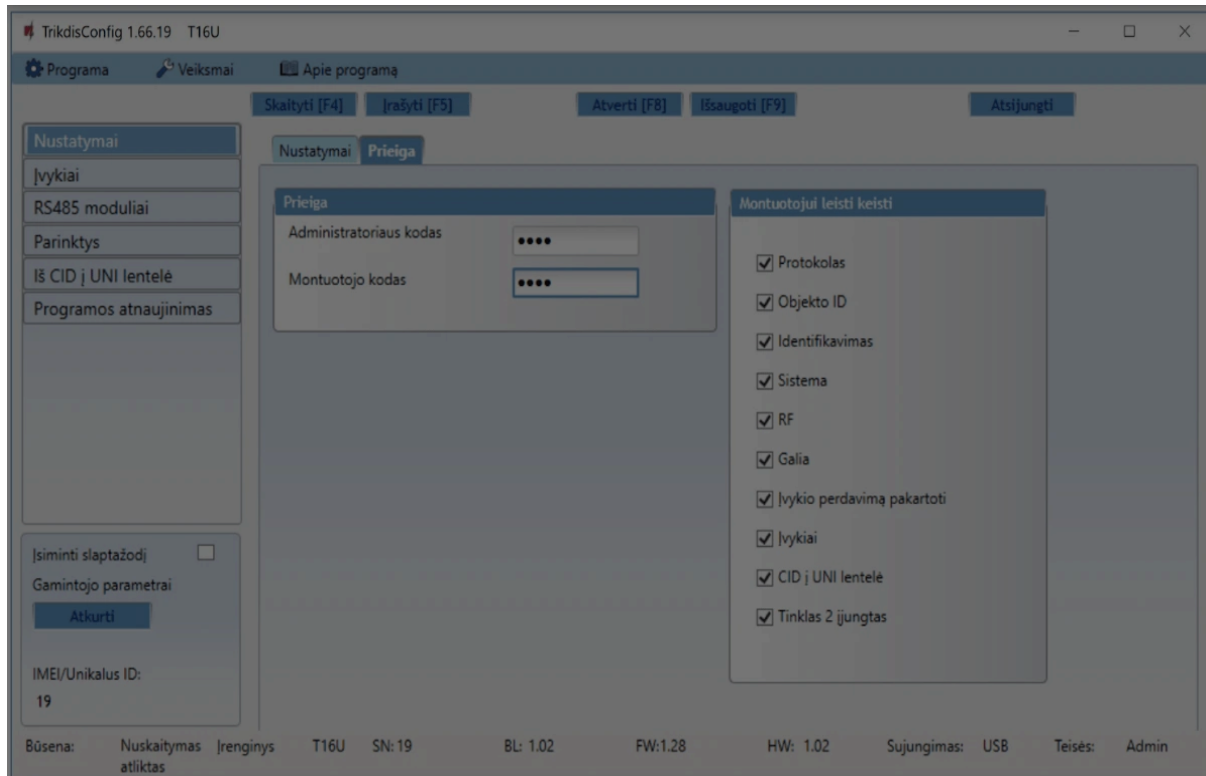 TrikdisConfig 1.66.19 T16U
Programa Veiksmai Apie programą
Skaityti [F4] Įrašyti [F5] Atverti [F8] Išsaugoti [F9] Atsijungti
Nustatymai
Įvykiai
RS485 moduliai
Parinktys
Iš CID į UNI lentelė
Programos atnaujinimas
Įsiminti slaptažodį
Gamintojo parametrai
Atkurti
IMEI/Unikalus ID:
19
Nustatymai Prieiga
Prieiga
Administratoriaus kodas ••••
Montuotojo kodas ••••
Montuotojui leisti keisti
Protokolas
Objekto ID
Identifikavimas
Sistema
RF
Galia
Įvykio perdavimą pakartoti
Įvykiai
CID į UNI lentelė
Tinklas 2 įjungtas
Būsena: Nuskaitymas Įrenginys T16U SN: 19 BL: 1.02 FW:1.28 HW: 1.02 Sujungimas: USB Teisės: Admin
atliktas